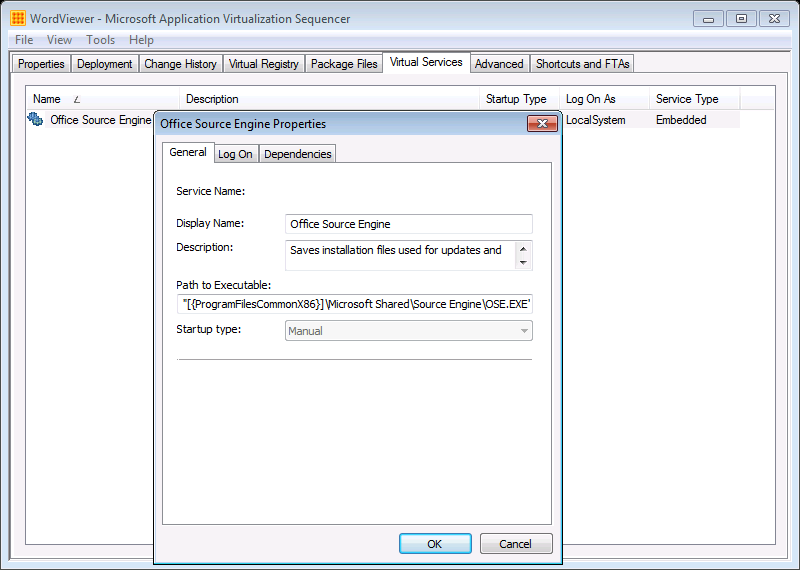 WordViewer - Microsoft Application Virtualization Sequencer
File View Tools Help
Properties Deployment Change History Virtual Registry Package Files Virtual Services Advanced Shortcuts and FTAs
Name Description Startup Type Log On As Service Type
Office Source Engine LocalSystem Embedded
Office Source Engine Properties
General Log On Dependencies
Service Name:
Display Name: Office Source Engine
Description: Saves installation files used for updates and
Path to Executable:
"[{ProgramFilesCommonX86}]\Microsoft Shared\Source Engine\OSE.EXE"
Startup type: Manual
OK Cancel